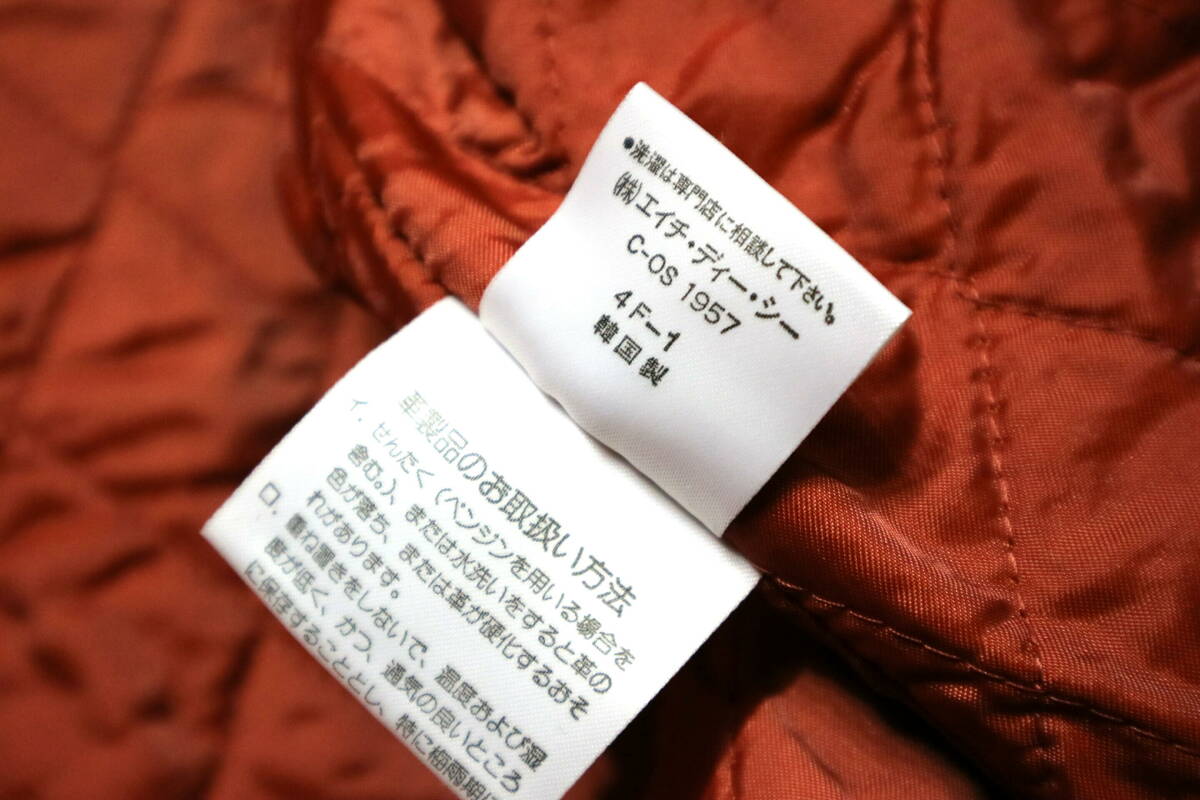 ●洗濯は専門店に相談して下さい。
(株)エイチ・ディー・シー
C-OS 1957
4F-1
韓国製
革製品のお取扱い方法
イ. せんたく(ベンジンを用いる場合を
含む。)、または水洗いをすると革の
色が落ち、または革が硬化するおそ
れがあります。
ロ. 重ね置きをしないで、温度および湿
度が低く、かつ、通気の良いところ
に保存することとし、特に梅雨期に